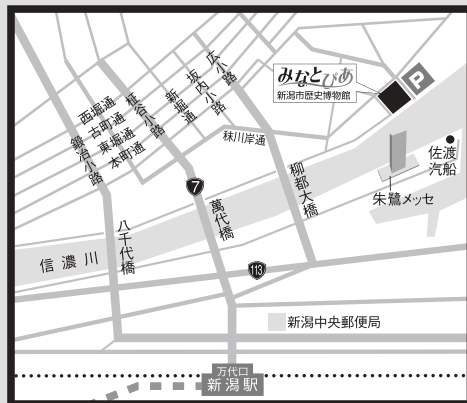 みなとぴあ
新潟市歴史博物館
P
広小路
坂内小路
新堀通
柾谷小路
西堀通
古町通
東堀通
本町通
鍛冶小路
秣川岸通
佐渡
汽船
朱鷺メッセ
柳都大橋
7
萬代橋
八千代橋
信濃川
113
新潟中央郵便局
万代口
新潟駅